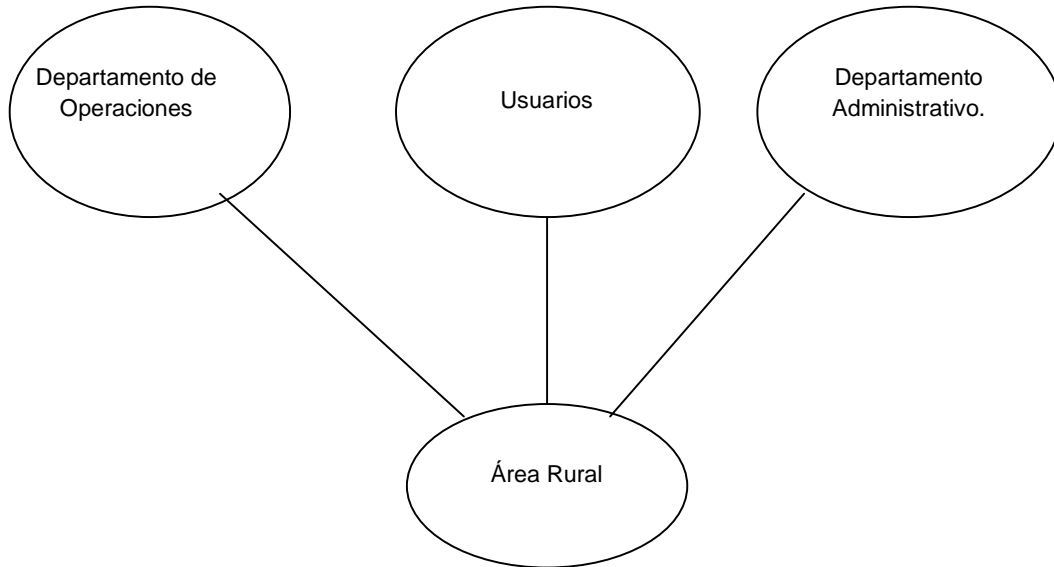 Departamento de
Operaciones
Usuarios
Departamento
Administrativo.
Área Rural